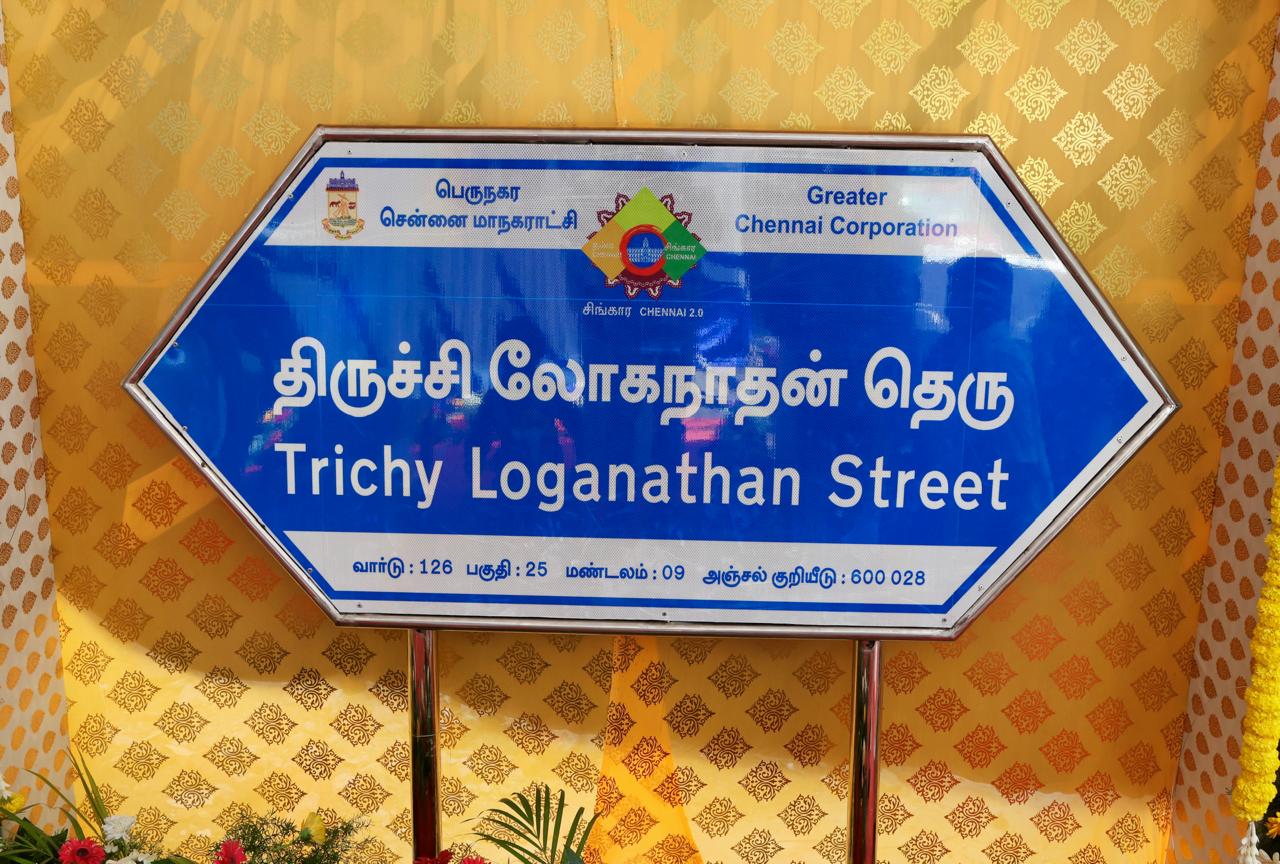 பெருநகர
சென்னை மாநகராட்சி
Greater
Chennai Corporation
சிங்கார
CHENNAI
சிங்கார CHENNAI 2.0
திருச்சி லோகநாதன் தெரு
Trichy Loganathan Street
வார்டு : 126 பகுதி : 25 மண்டலம் : 09 அஞ்சல் குறியீடு : 600 028